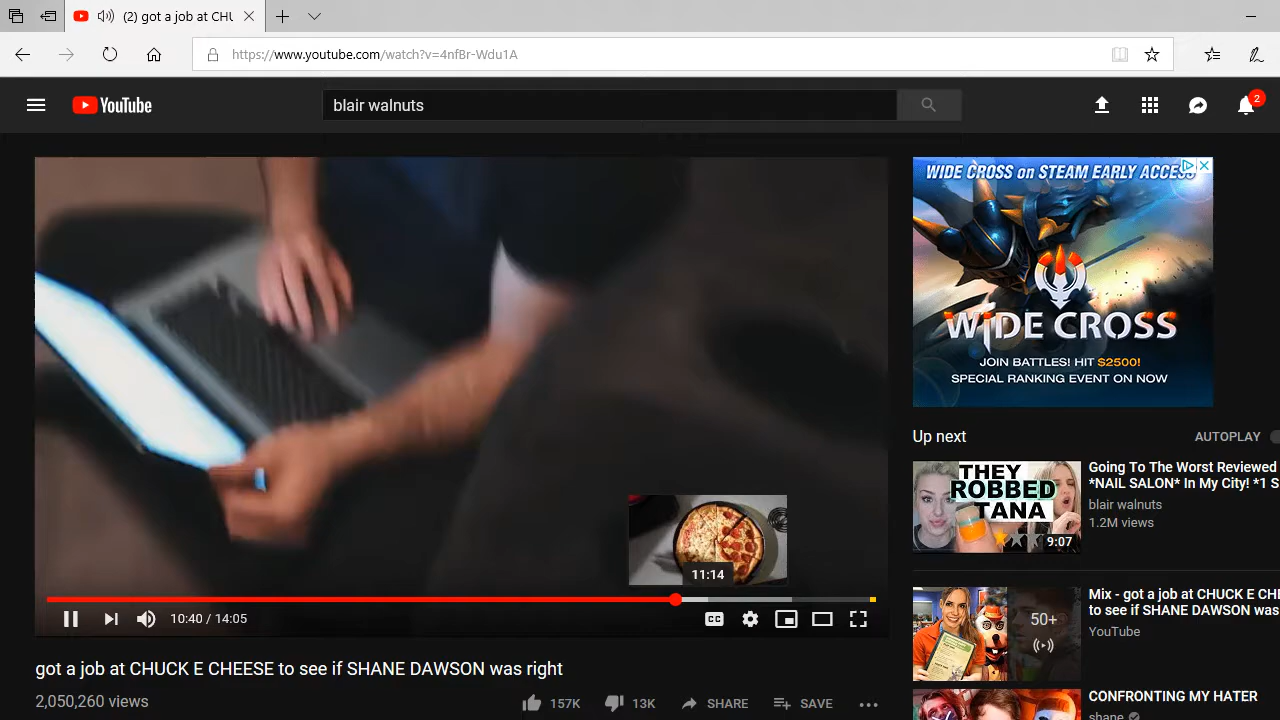 (2) got a job at CHU
https://www.youtube.com/watch?v=4nfBr-Wdu1A
YouTube
blair walnuts
2
WIDE CROSS on STEAM EARLY ACCESS
WIDE CROSS
JOIN BATTLES! HIT $2500!
SPECIAL RANKING EVENT ON NOW
Up next
AUTOPLAY
THEY
ROBBED
TANA
9:07
Going To The Worst Reviewed
*NAIL SALON* In My City! *1 S
blair walnuts
1.2M views
11:14
10:40 / 14:05
CC
50+
Mix - got a job at CHUCK E CHE
to see if SHANE DAWSON was
YouTube
got a job at CHUCK E CHEESE to see if SHANE DAWSON was right
2,050,260 views
157K
13K
SHARE
SAVE
CONFRONTING MY HATER
shane